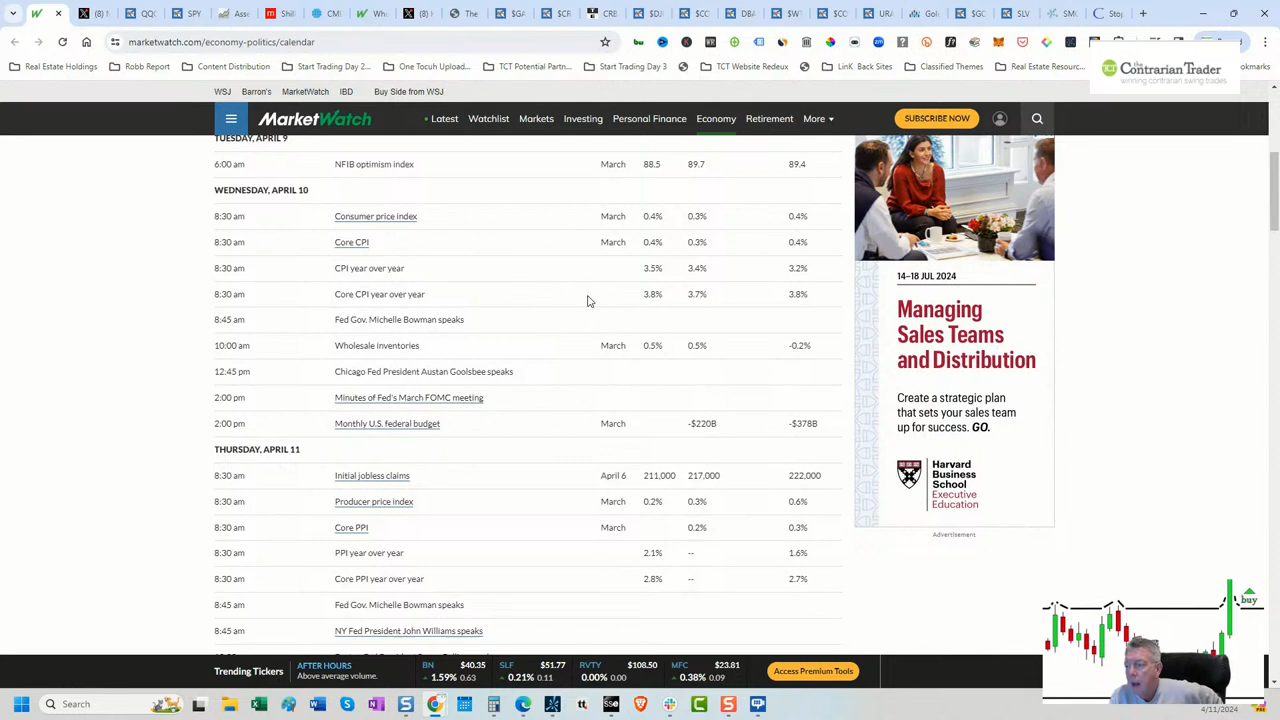 marketwatch.com/economy-politics/calendar
Real Estate Holdings Robb Report Content Distribution Start Trading Day 2 ... One Toughest... TCT Potential Partn... Start Trading Day 3 TCT Website Redeux LinK Back Sites Classified Themes Real Estate Resourc...
the Contrarian Trader
winning contrarian swing trades
WSJ Barron's MarketWatch IBD Buy Side from WSJ
MarketWatch Latest Watchlist Markets Investing Personal Finance Economy Retirement More SUBSCRIBE NOW
TUESDAY, APRIL 9
6:00 am NFIB optimism index March 88.5 89.7 89.4
WEDNESDAY, APRIL 10
8:30 am Consumer price index March 0.4% 0.3% 0.4%
8:30 am Core CPI March 0.4% 0.3% 0.4%
8:30 am CPI year over year 3.5% 3.4% 3.2%
8:30 am Core CPI year over year 3.8% 3.7% 3.8%
Fed Gov. Michelle Bowman speaks
10:00 am Wholesale inventories March 0.5% 0.5% -0.2%
Chicago Fed President Austan Goolsbee speaks
2:00 pm Minutes of Fed's March FOMC meeting
2:00 pm Monthly U.S. federal budget March -$378B
THURSDAY, APRIL 11
8:30 am Initial jobless claims April 6 211,000 217,000 222,000
8:30 am Producer price index March 0.2% 0.3% 0.6%
8:30 am Core PPI March 0.2% 0.3%
8:30 am PPI year over year 2.1% -- 1.6%
8:30 am Core PPI year over year 2.8% -- 2.7%
8:45 am Fed Gov. Michelle Bowman speaks
8:45 am NY Fed President John Williams speaks
14–18 JUL 2024
Managing
Sales Teams
and Distribution
Create a strategic plan
that sets your sales team
up for success. GO.
Harvard
Business
School
Executive
Education
Advertisement
buy
Trending Tickers AFTER HOURS
Above average volume.
BN $40.15
1.59% 0.63
$51.77
0.21% 0.11
RVTY $108.50
0.00% 0.00
MFC $23.81
0.38% 0.09
Access Premium Tools
Search
4/11/2024